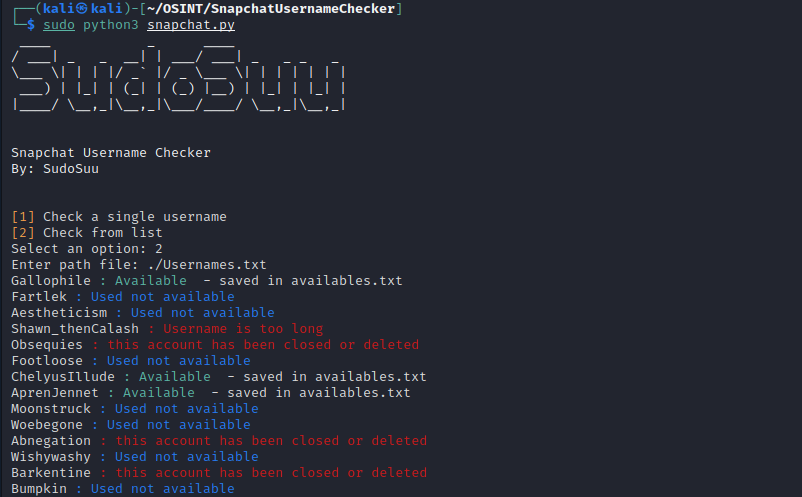 ┌──(kali㉿kali)-[~/OSINT/SnapchatUsernameChecker]
└─$ sudo python3 snapchat.py
SudoSuu
Snapchat Username Checker
By: SudoSuu
[1] Check a single username
[2] Check from list
Select an option: 2
Enter path file: ./Usernames.txt
Gallophile : Available  - saved in availables.txt
Fartlek : Used not available
Aestheticism : Used not available
Shawn_thenCalash : Username is too long
Obsequies : this account has been closed or deleted
Footloose : Used not available
ChelyusIllude : Available  - saved in availables.txt
AprenJennet : Available  - saved in availables.txt
Moonstruck : Used not available
Woebegone : Used not available
Abnegation : this account has been closed or deleted
Wishywashy : Used not available
Barkentine : this account has been closed or deleted
Bumpkin : Used not available